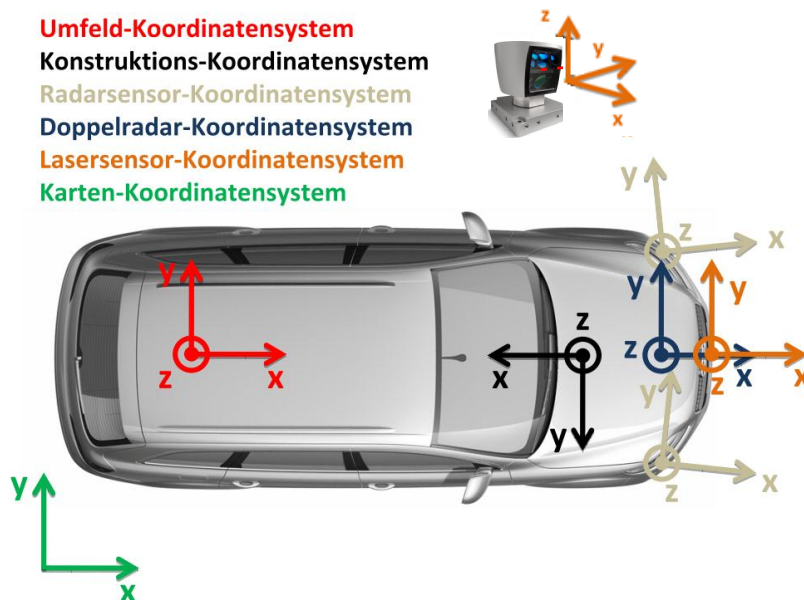 Umfeld-Koordinatensystem
Konstruktions-Koordinatensystem
Radarsensor-Koordinatensystem
Doppelradar-Koordinatensystem
Lasersensor-Koordinatensystem
Karten-Koordinatensystem
z
y
x
y
z
x
y
z
x
y
y
z
x
z
x
y
z
x
z
x
y
x
z
y
x